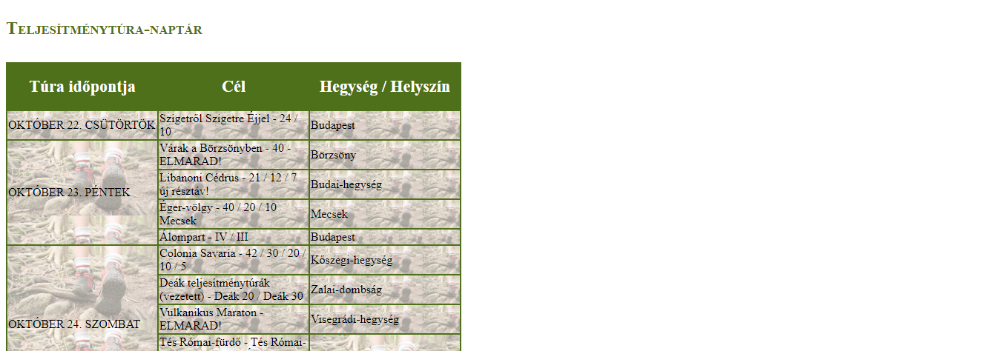 Teljesítménytúra-naptár
Túra időpontja Cél Hegység / Helyszín
OKTÓBER 22. CSÜTÖRTÖK
Szigetről Szigetre Éjjel - 24 /
10
Budapest
OKTÓBER 23. PÉNTEK
Várak a Börzsönyben - 40 -
ELMARAD!
Börzsöny
Libanoni Cédrus - 21 / 12 / 7
új résztáv!
Budai-hegység
Éger-völgy - 40 / 20 / 10
Mecsek
Mecsek
Álompart - IV / III
Budapest
OKTÓBER 24. SZOMBAT
Colonia Savaria - 42 / 30 / 20 /
10 / 5
Kőszegi-hegység
Deák teljesítménytúrák
(vezetett) - Deák 20 / Deák 30
Zalai-dombság
Vulkanikus Maraton -
ELMARAD!
Visegrádi-hegység
Tés Római-fürdő - Tés Római-